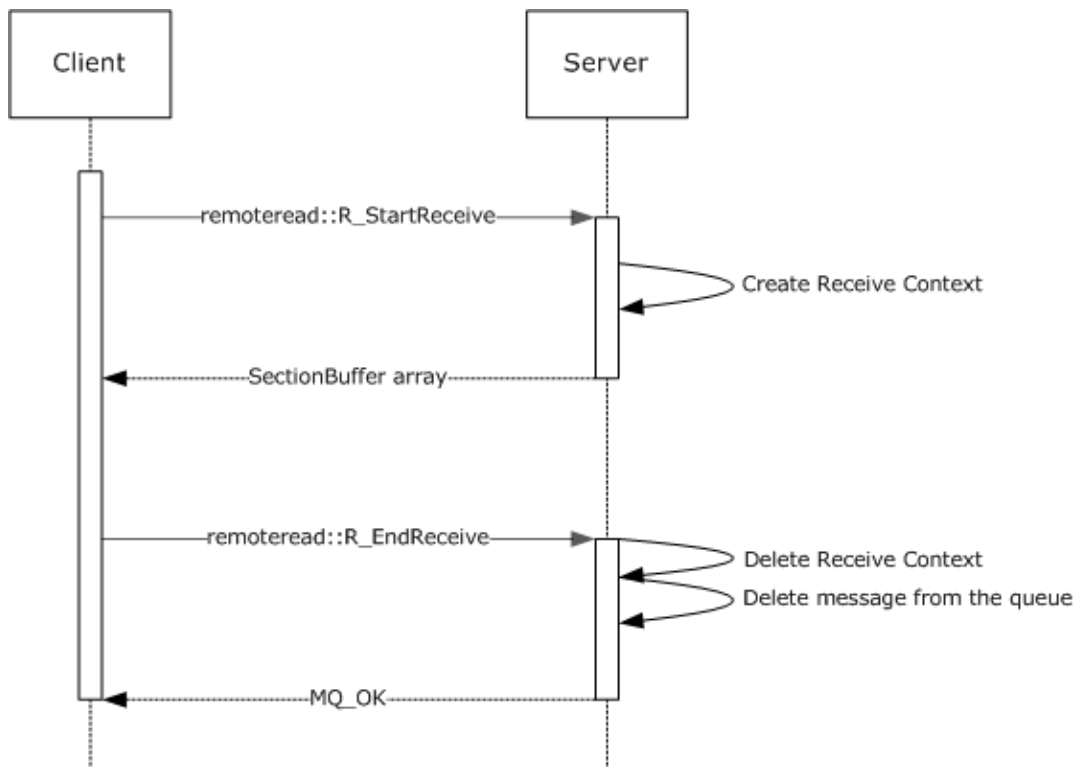 Client
Server
remoteread::R_StartReceive
Create Receive Context
SectionBuffer array
remoteread::R_EndReceive
Delete Receive Context
Delete message from the queue
MQ_OK